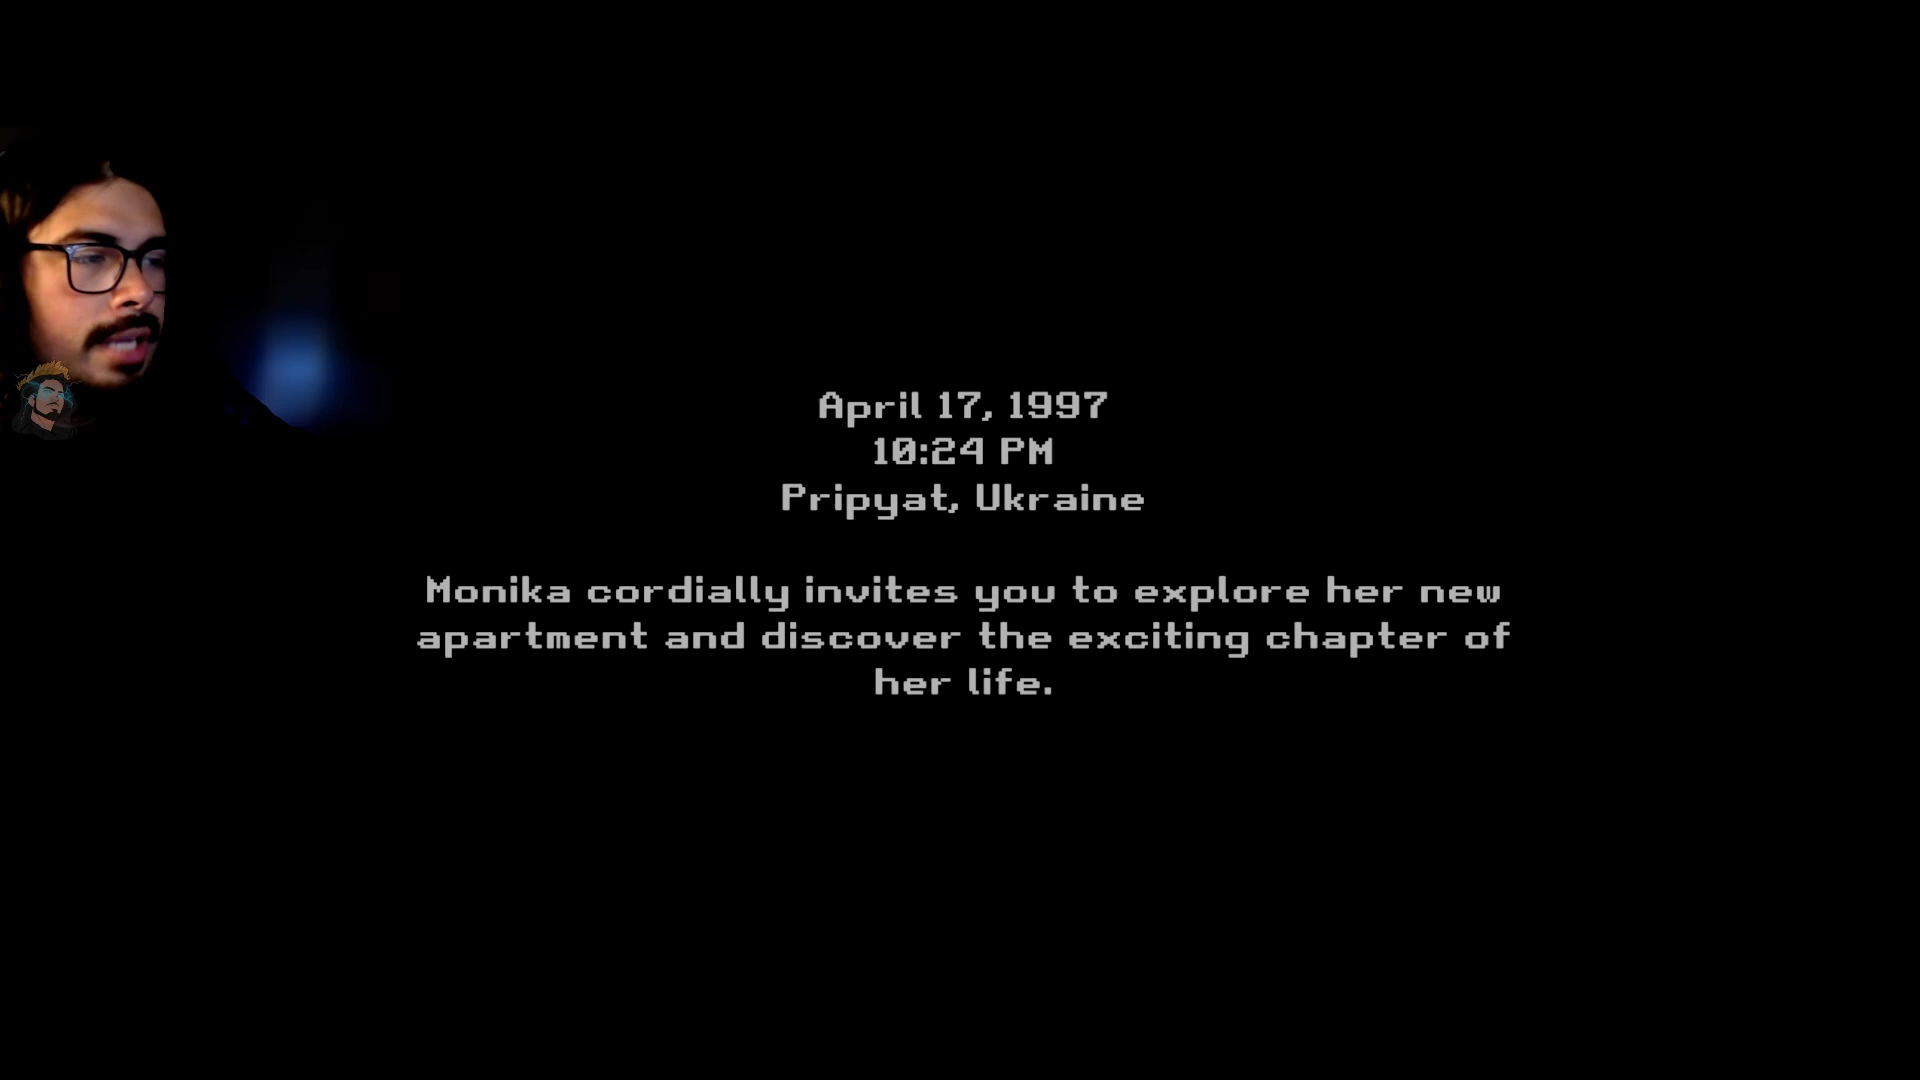 April 17, 1997
10:24 PM
Pripyat, Ukraine
Monika cordially invites you to explore her new
apartment and discover the exciting chapter of
her life.